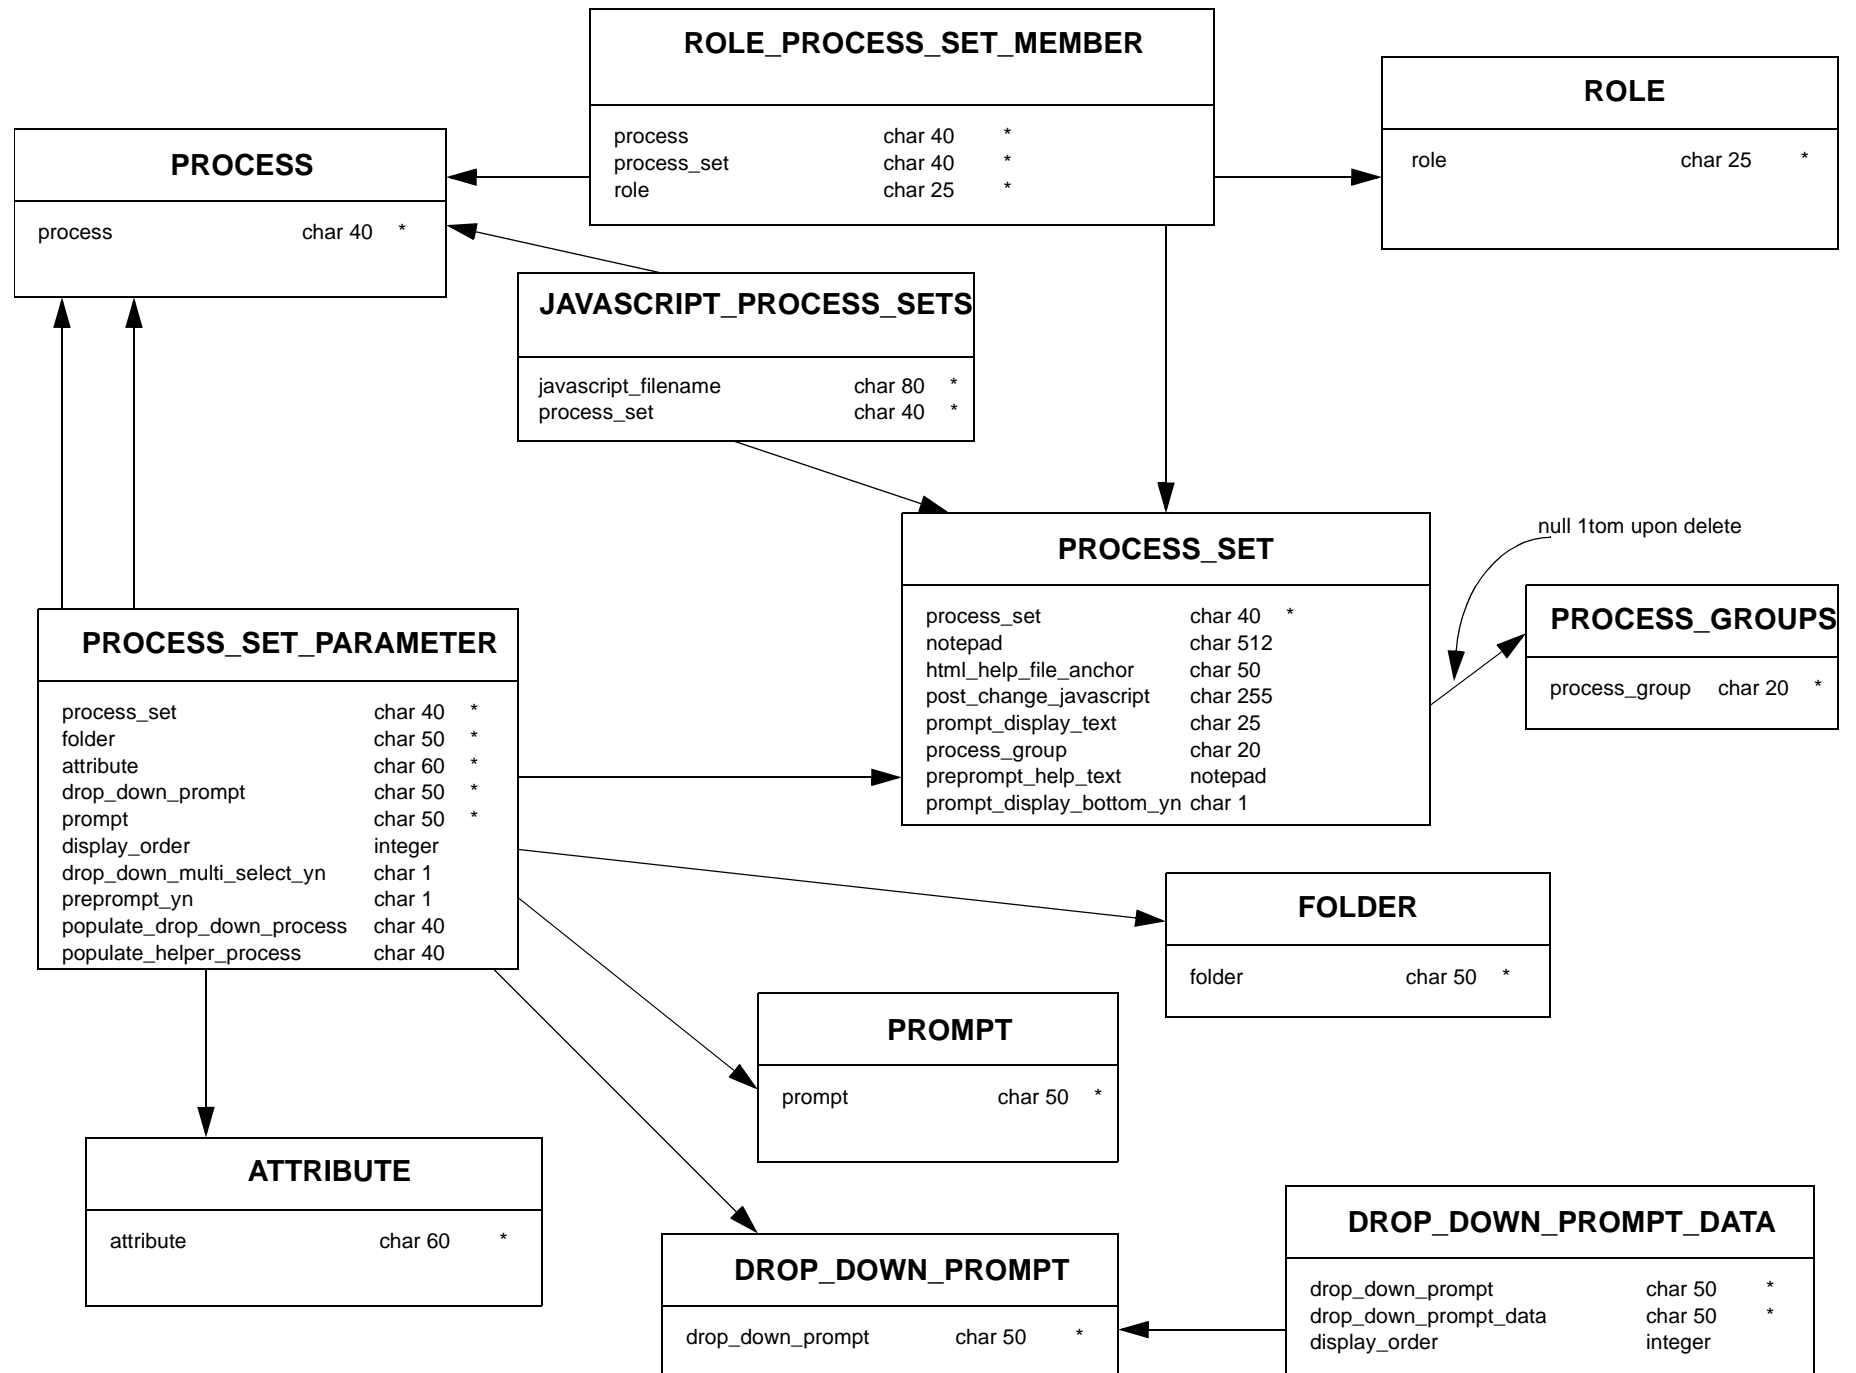 ROLE_PROCESS_SET_MEMBER
process char 40 *
process_set char 40 *
role char 25 *
ROLE
role char 25 *
PROCESS
process char 40 *
JAVASCRIPT_PROCESS_SETS
javascript_filename char 80 *
process_set char 40 *
PROCESS_SET
process_set char 40 *
notepad char 512
html_help_file_anchor char 50
post_change_javascript char 255
prompt_display_text char 25
process_group char 20
preprompt_help_text notepad
prompt_display_bottom_yn char 1
null 1tom upon delete
PROCESS_GROUPS
process_group char 20 *
PROCESS_SET_PARAMETER
process_set char 40 *
folder char 50 *
attribute char 60 *
drop_down_prompt char 50 *
prompt char 50 *
display_order integer
drop_down_multi_select_yn char 1
preprompt_yn char 1
populate_drop_down_process char 40
populate_helper_process char 40
FOLDER
folder char 50 *
PROMPT
prompt char 50 *
ATTRIBUTE
attribute char 60 *
DROP_DOWN_PROMPT
drop_down_prompt char 50 *
DROP_DOWN_PROMPT_DATA
drop_down_prompt char 50 *
drop_down_prompt_data char 50 *
display_order integer